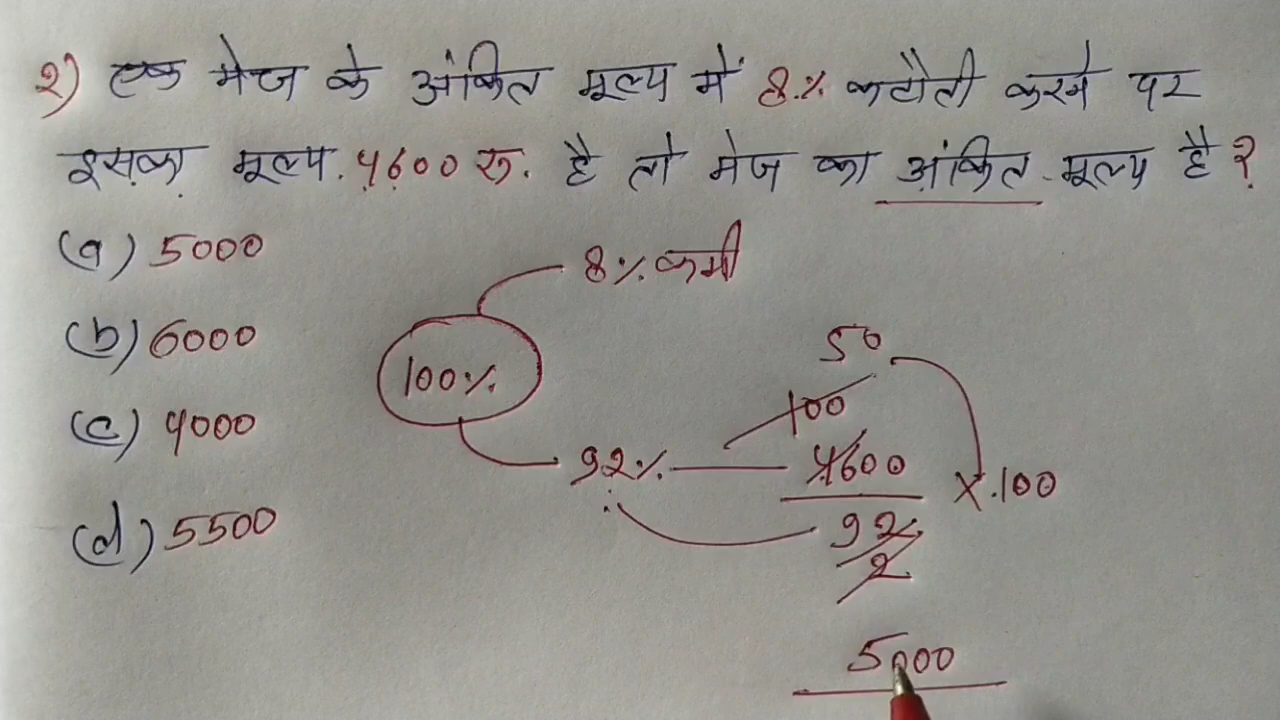 2) एक मेज के अंकित मूल्य में 8% कटौती करने पर
इसका मूल्य 4600 रू. है तो मेज का अंकित मूल्य है ?
(a) 5000
(b) 6000
(c) 4000
(d) 5500
8% कमी
100%
50
100
92% 4600 × 100
92
2
5000